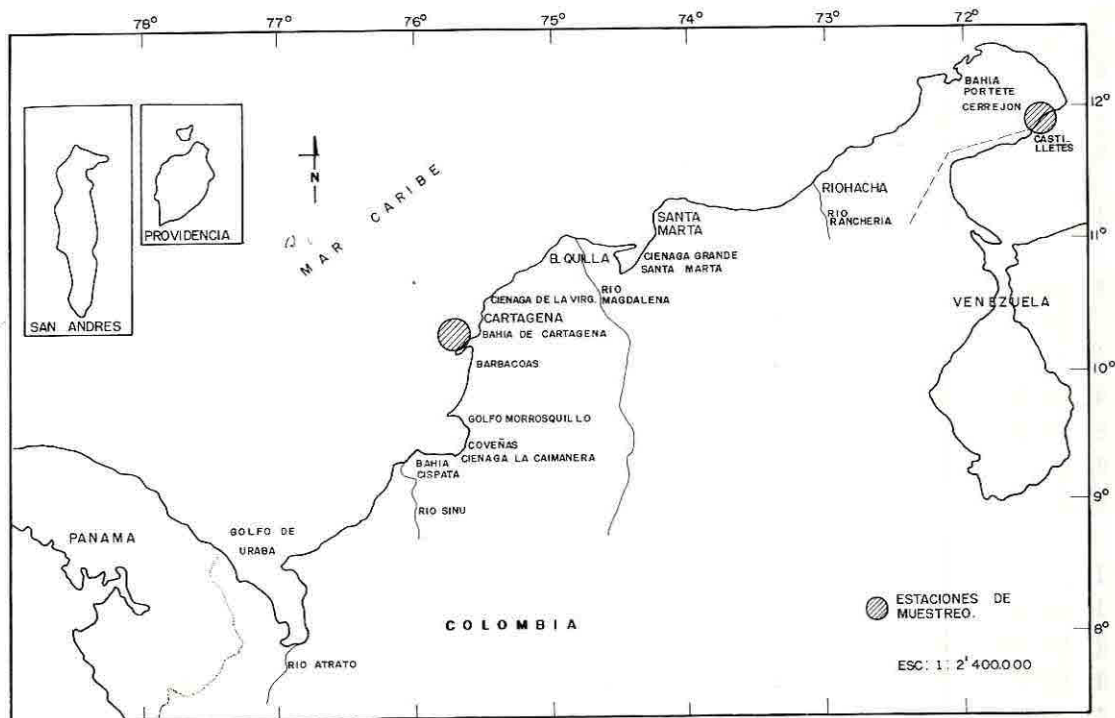 78°
77°
76°
75°
74°
73°
72°
12°
11°
10°
9°
8°
SAN ANDRES
PROVIDENCIA
N
MAR CARIBE
BAHIA
PORTETE
CERREJON
CASTI-
LLETES
RIOHACHA
RIO
RANCHERIA
SANTA
MARTA
CIENAGA GRANDE
SANTA MARTA
B. QUILLA
RIO
MAGDALENA
CIENAGA DE LA VIRG.
CARTAGENA
BAHIA DE CARTAGENA
VENEZUELA
BARBACOAS
GOLFO MORROSQUILLO
COVEÑAS
CIENAGA LA CAIMANERA
BAHIA
CISPATA
RIO SINU
GOLFO DE
URABA
PANAMA
COLOMBIA
RIO ATRATO
ESTACIONES DE
MUESTREO.
ESC: 1: 2'400.000